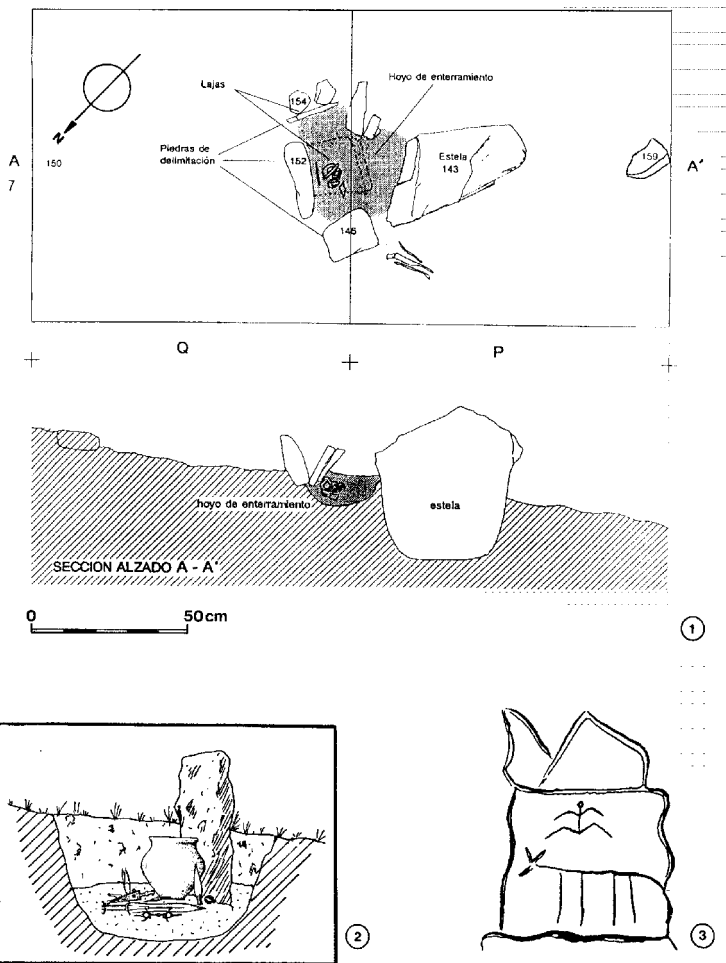 Lajas
Hoyo de enterramiento
154
Piedras de
delimitación
N
A
7
150
152
Estela
143
159
A'
145
Q
P
hoyo de enterramiento
estela
SECCION ALZADO A - A'
0
50cm
1
2
3